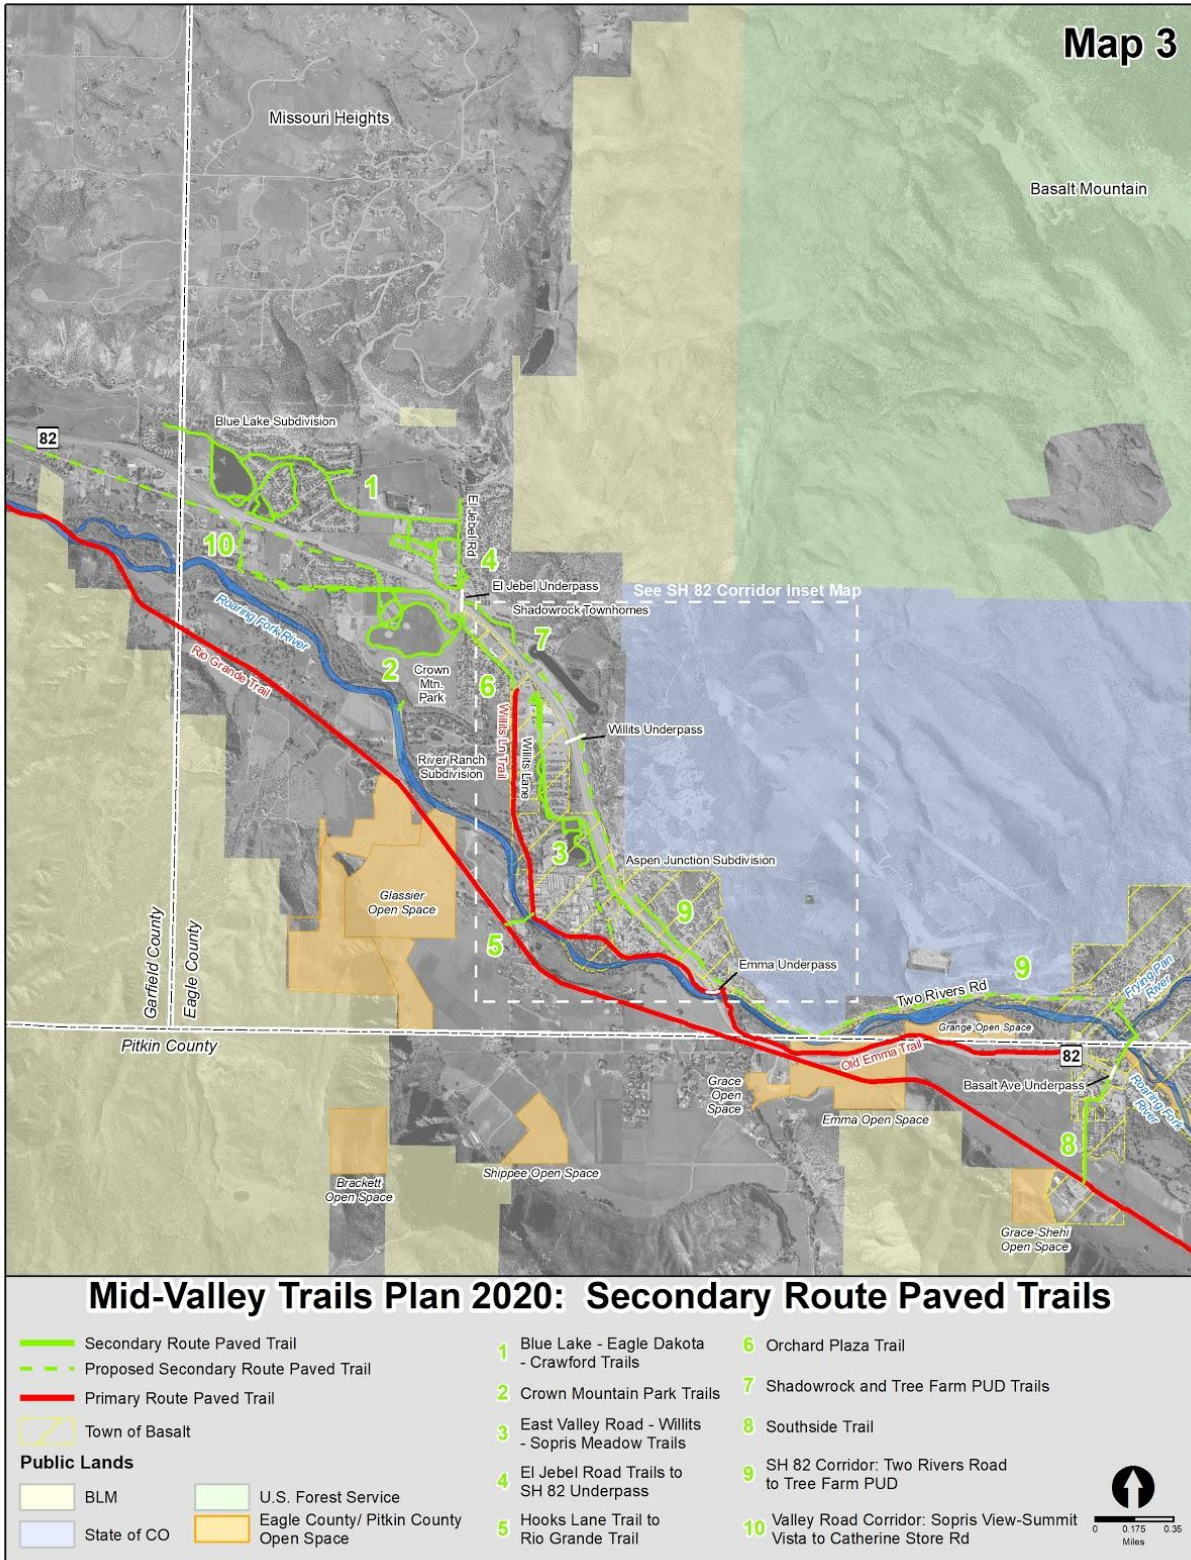 Map 3
Missouri Heights
Basalt Mountain
Blue Lake Subdivision
82
1
El Jebel Rd
10
4
El Jebel Underpass
See SH 82 Corridor Inset Map
Shadowrock Townhomes
Roaring Fork River
7
Rio Grande Trail
2
Crown
Mtn.
Park
6
Willits Ln Trail
Willits Lane
Willits Underpass
River Ranch
Subdivision
3
Aspen Junction Subdivision
Glassier
Open Space
9
5
Garfield County
Eagle County
Emma Underpass
9
Two Rivers Rd
Frying Pan
River
Grange Open Space
Pitkin County
Old Emma Trail
82
Grace
Open
Space
Basalt Ave Underpass
Roaring Fork
River
Emma Open Space
8
Shippee Open Space
Brackett
Open Space
Grace-Shehi
Open Space
Mid-Valley Trails Plan 2020: Secondary Route Paved Trails
Secondary Route Paved Trail
Proposed Secondary Route Paved Trail
Primary Route Paved Trail
Town of Basalt
Public Lands
BLM
State of CO
U.S. Forest Service
Eagle County/ Pitkin County
Open Space
1 Blue Lake - Eagle Dakota
- Crawford Trails
2 Crown Mountain Park Trails
3 East Valley Road - Willits
- Sopris Meadow Trails
4 El Jebel Road Trails to
SH 82 Underpass
5 Hooks Lane Trail to
Rio Grande Trail
6 Orchard Plaza Trail
7 Shadowrock and Tree Farm PUD Trails
8 Southside Trail
9 SH 82 Corridor: Two Rivers Road
to Tree Farm PUD
10 Valley Road Corridor: Sopris View-Summit
Vista to Catherine Store Rd
0 0.175 0.35
Miles